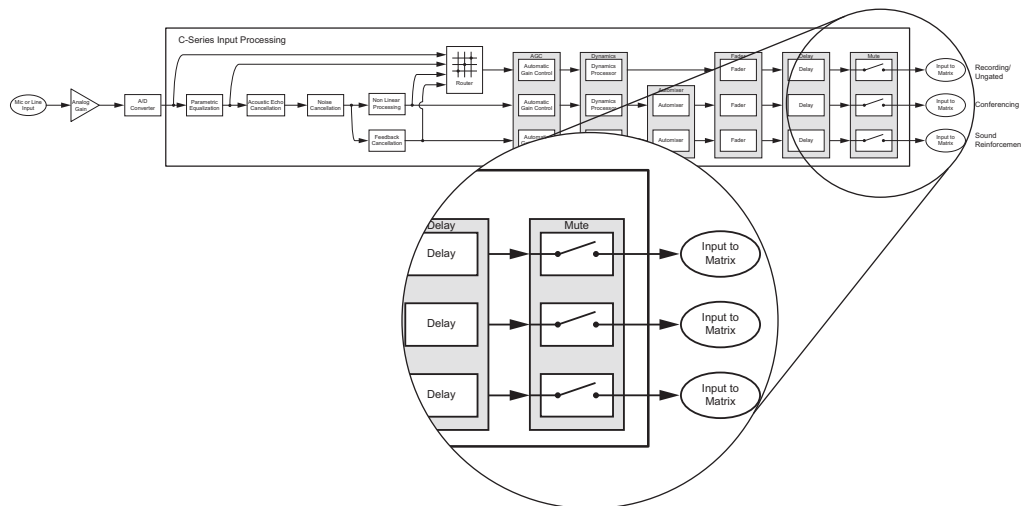 C-Series Input Processing
Mic or Line
Input
Analog
Gain
A/D
Converter
Parametric
Equalization
Acoustic Echo
Cancellation
Noise
Cancellation
Non Linear
Processing
Feedback
Cancellation
Router
AGC
Automatic
Gain Control
Automatic
Gain Control
Automatic
Dynamics
Dynamics
Processor
Dynamics
Processor
Automixer
Automixer
Automixer
Fader
Fader
Fader
Fader
Delay
Delay
Delay
Delay
Mute
Input to
Matrix
Recording/
Ungated
Input to
Matrix
Conferencing
Input to
Matrix
Sound
Reinforcemen
Delay
Mute
Delay
Input to
Matrix
Delay
Input to
Matrix
Delay
Input to
Matrix